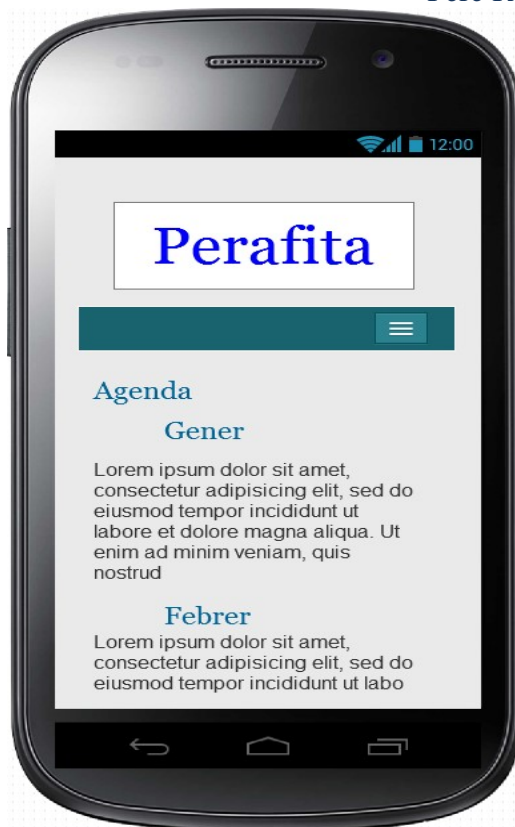 12:00
Perafita
Agenda
Gener
Lorem ipsum dolor sit amet,
consectetur adipisicing elit, sed do
eiusmod tempor incididunt ut
labore et dolore magna aliqua. Ut
enim ad minim veniam, quis
nostrud
Febrer
Lorem ipsum dolor sit amet,
consectetur adipisicing elit, sed do
eiusmod tempor incididunt ut labo